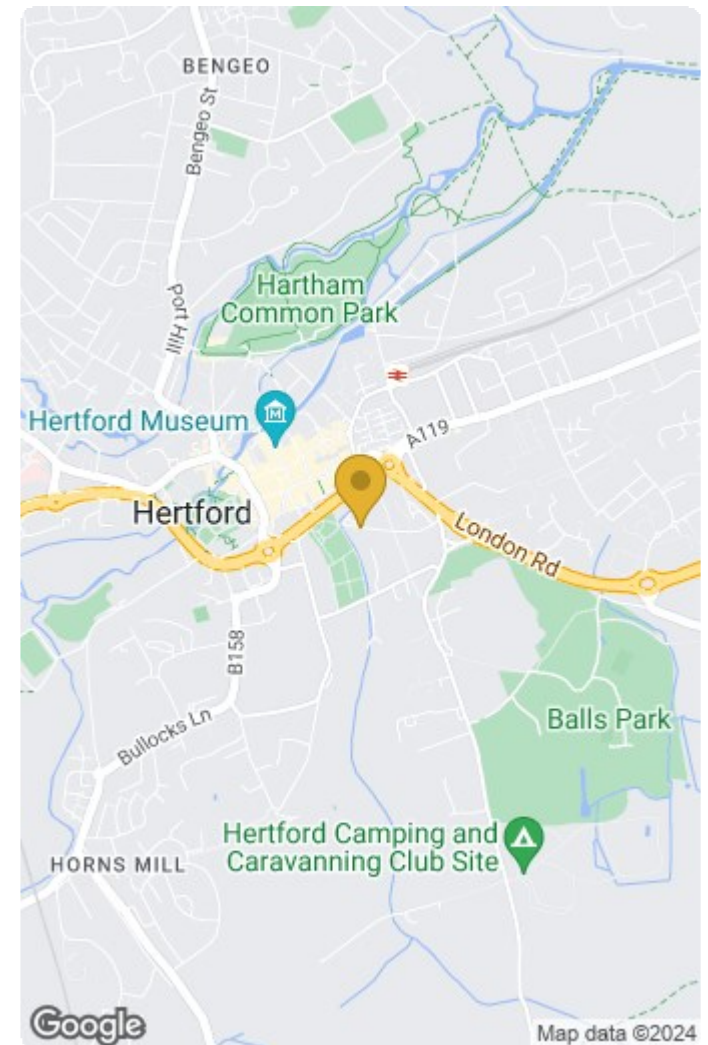 BENGEO
Bengeo St
Port Hill
Hartham
Common Park
Hertford Museum
M
A119
Hertford
London Rd
B158
Bullocks Ln
Balls Park
Hertford Camping and
Caravanning Club Site
HORNS MILL
Google
Map data ©2024